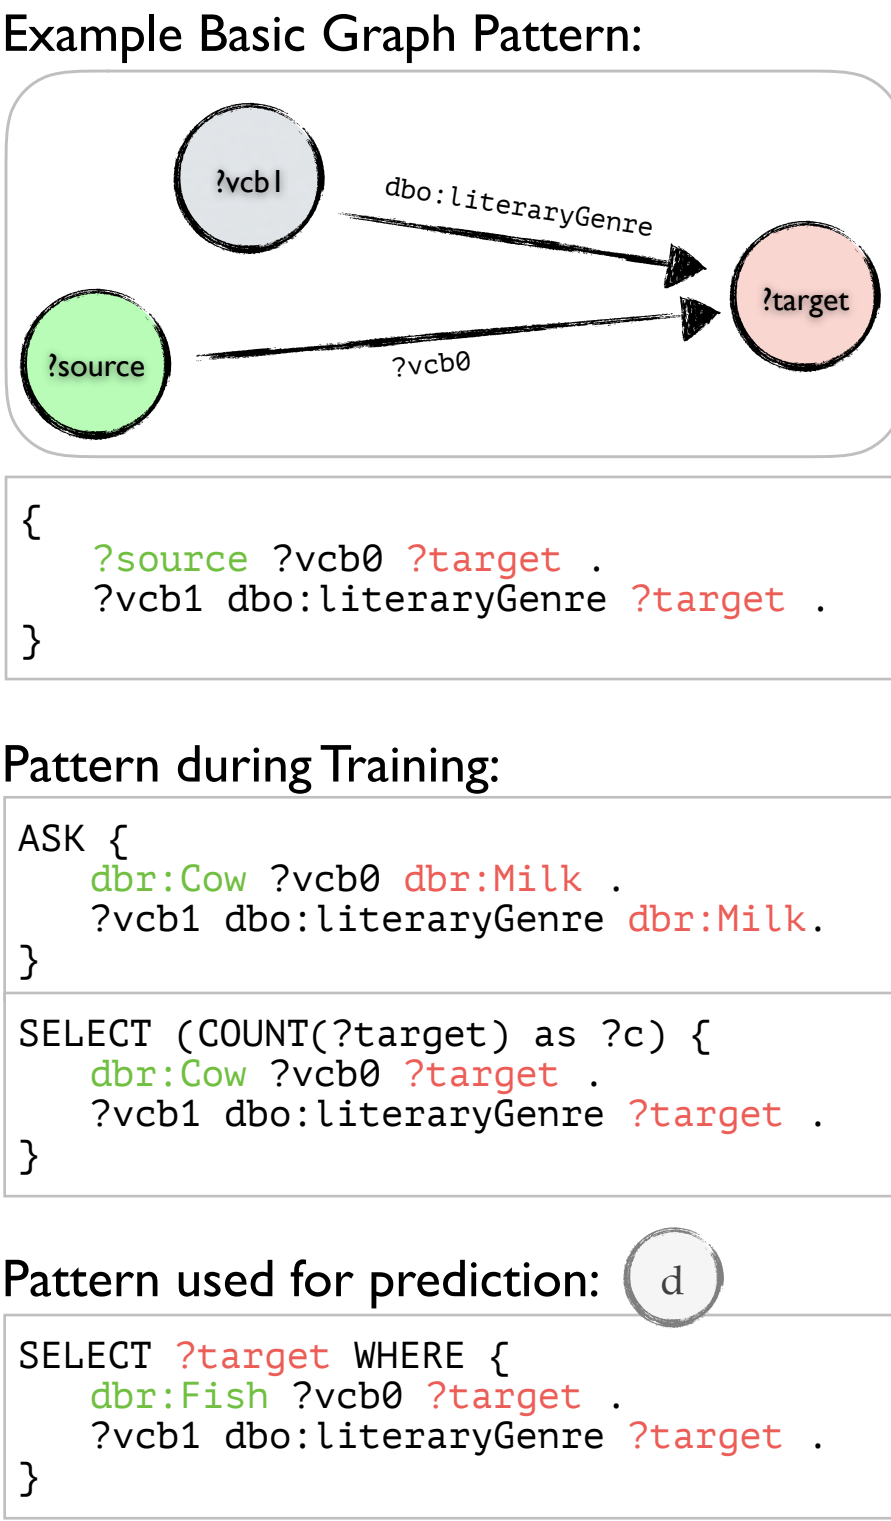 Example Basic Graph Pattern:
?vcb1
dbo:literaryGenre
?target
?source
?vcb0
{
?source ?vcb0 ?target .
?vcb1 dbo:literaryGenre ?target .
}
Pattern during Training:
ASK {
dbr:Cow ?vcb0 dbr:Milk .
?vcb1 dbo:literaryGenre dbr:Milk.
}
SELECT (COUNT(?target) as ?c) {
dbr:Cow ?vcb0 ?target .
?vcb1 dbo:literaryGenre ?target .
}
Pattern used for prediction: d
SELECT ?target WHERE {
dbr:Fish ?vcb0 ?target .
?vcb1 dbo:literaryGenre ?target .
}